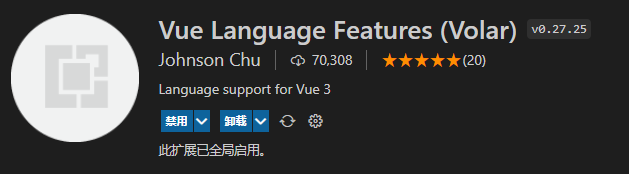 Vue Language Features (Volar) v0.27.25
Johnson Chu 70,308 (20)
Language support for Vue 3
禁用 卸载
此扩展已全局启用。